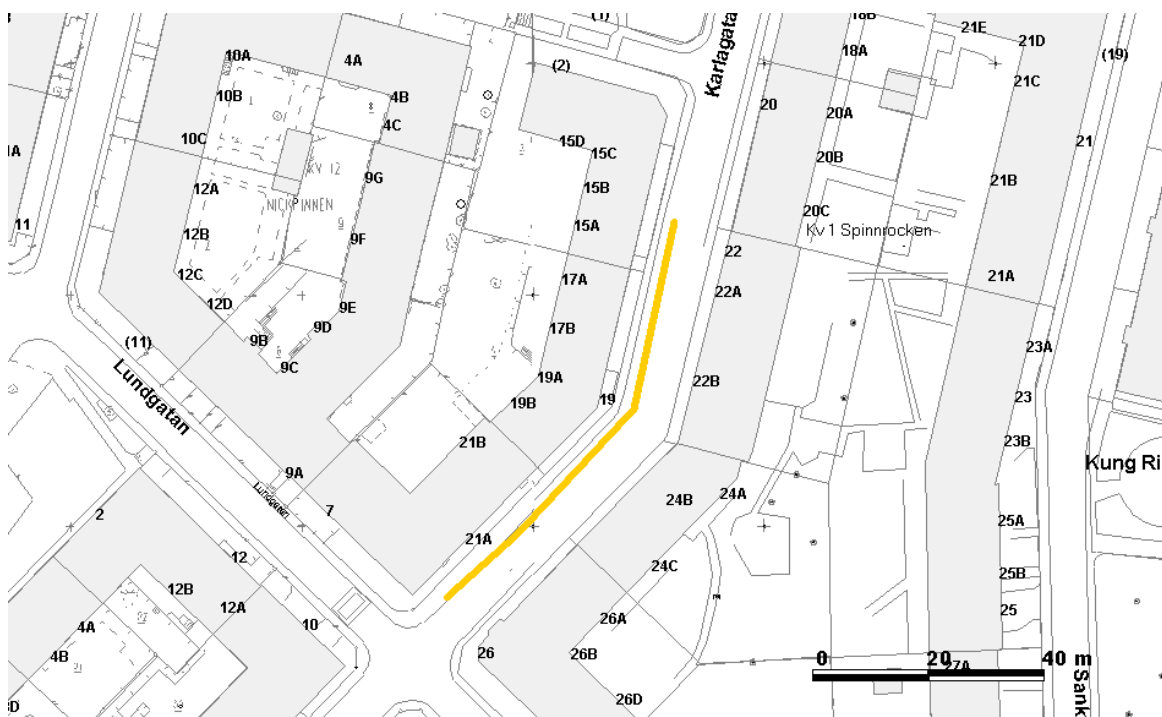 (1)
18B
21E
21D
10A
4A
18A
(19)
(2)
Karlagatan
21C
10B
4B
20
20A
4C
10C
15D
21
1A
15C
20B
KV 12
9G
15B
21B
12A
NICKPINNEN
20C
11
15A
Kv 1 Spinnrocken
12B
9F
22
12C
17A
21A
22A
12D
9E
9D
17B
(11)
9B
23A
9C
19A
22B
Lundgatan
19B
19
23
21B
23B
Kung Ri
9A
24B
24A
Lundgatan
7
2
25A
21A
12
24C
12B
25B
12A
25
4A
10
26A
4B
26
26B
0 20 40 m
27A
Sank
26D